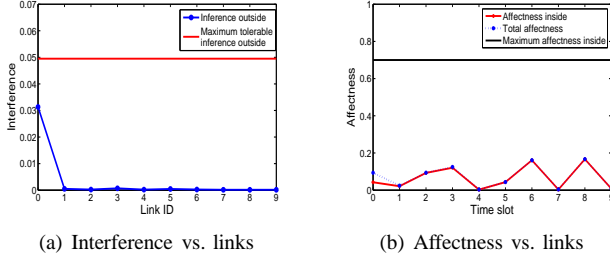 0.07
0.06
0.05
0.04
0.03
0.02
0.01
0
Interference
0 1 2 3 4 5 6 7 8 9
Link ID
Inference outside
Maximum tolerable
inference outside
(a) Interference vs. links
1
0.8
0.6
0.4
0.2
0
Affectness
0 1 2 3 4 5 6 7 8 9
Time slot
Affectness inside
Total affectness
Maximum affectness inside
(b) Affectness vs. links